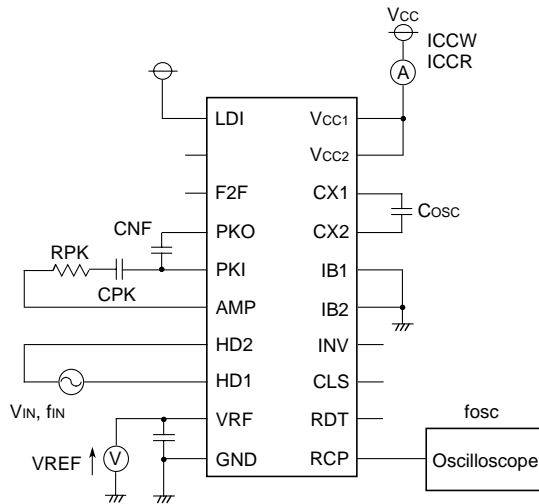 VCC
ICCW
ICCR
A
LDI
VCC1
VCC2
F2F
CX1
COSC
CNF
PKO
CX2
RPK
PKI
IB1
CPK
AMP
IB2
HD2
INV
HD1
CLS
VIN, fIN
VRF
RDT
fosc
VREF
V
GND
RCP
Oscilloscope